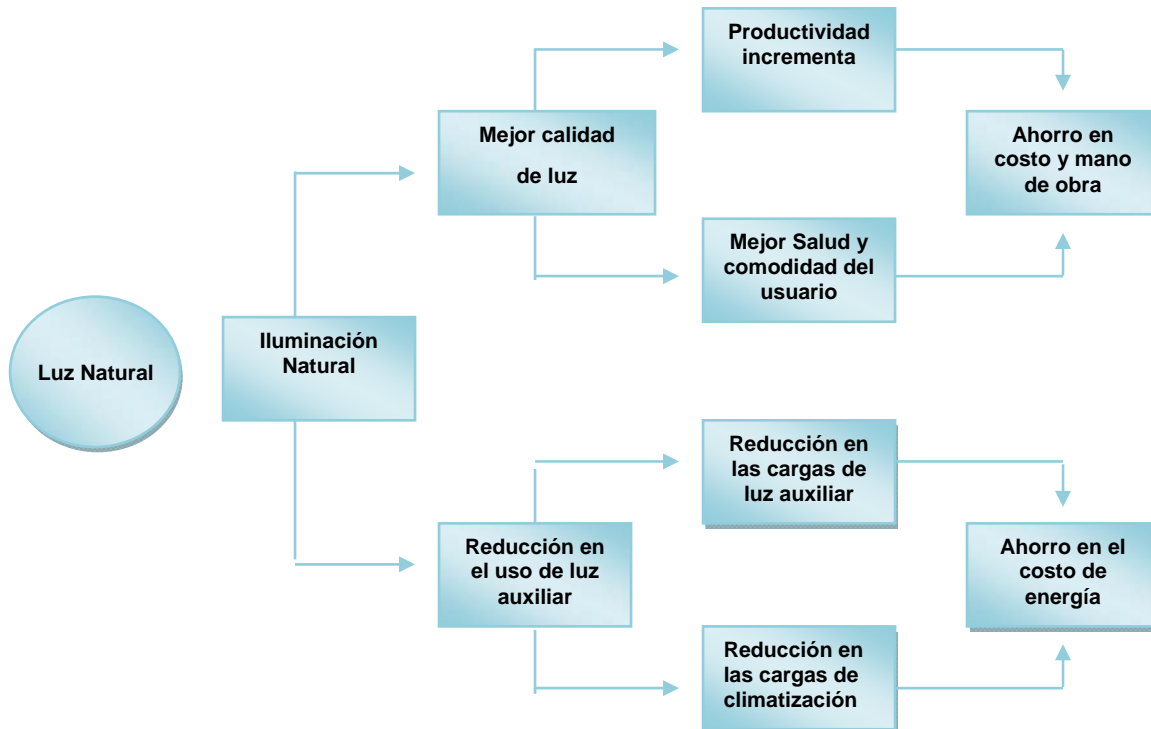 Luz Natural
Iluminación
Natural
Mejor calidad
de luz
Productividad
incrementa
Mejor Salud y
comodidad del
usuario
Ahorro en
costo y mano
de obra
Reducción en
el uso de luz
auxiliar
Reducción en
las cargas de
luz auxiliar
Reducción en
las cargas de
climatización
Ahorro en el
costo de
energía